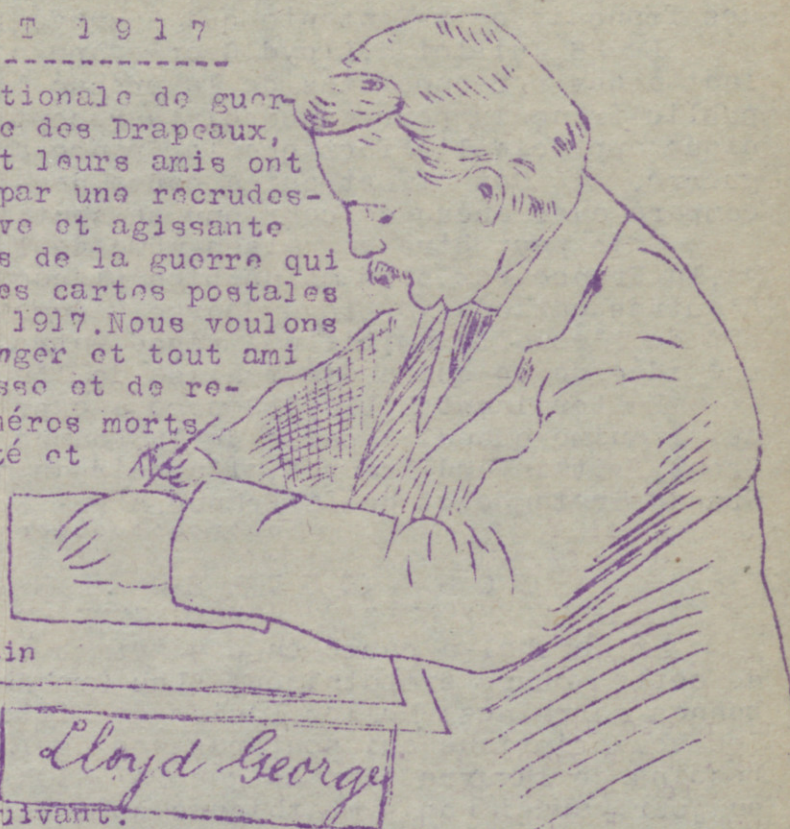 T 1917
tionale de guer-
e des Drapeaux,
t leurs amis ont
par une recrudes-
ve et agissante
s de la guerre qui
es cartes postales
1917.Nous voulons
nger et tout ami
sse et de re-
héros morts
té et
in
Lloyd George
uivant: